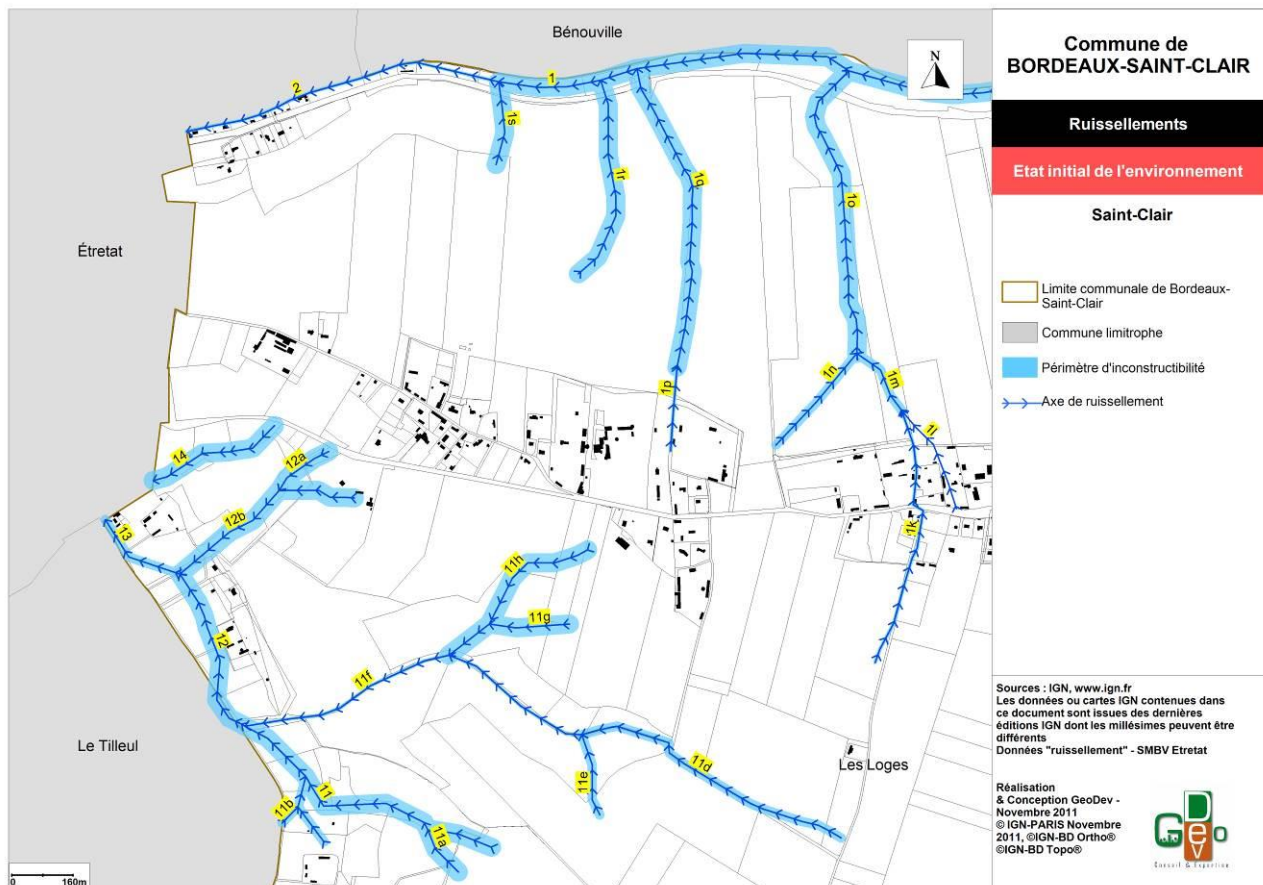 Bénouville
1
2
1s
1r
1q
1o
N
Étretat
1p
1n
1m
1l
1k
14
12a
12b
13
12
11h
11g
11f
11e
11d
11
11b
11a
Le Tilleul
Les Loges
0 160m
Commune de
BORDEAUX-SAINT-CLAIR
Ruissellements
Etat initial de l'environnement
Saint-Clair
Limite communale de Bordeaux-
Saint-Clair
Commune limitrophe
Périmètre d'inconstructibilité
Axe de ruissellement
Sources : IGN, www.ign.fr
Les données ou cartes IGN contenues dans
ce document sont issues des dernières
éditions IGN dont les millésimes peuvent être
différents
Données "ruissellement" - SMBV Etretat
Réalisation
& Conception GeoDev -
Novembre 2011
© IGN-PARIS Novembre
2011, ©IGN-BD Ortho®
©IGN-BD Topo®
GeoDev
Conseil & Expertise